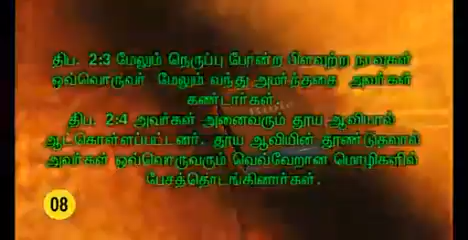 திப. 2:3 மேலும் நெருப்பு போன்ற பிளவுற்ற நாவுகள்
ஒவ்வொருவர் மேலும் வந்து அமர்ந்ததை அவர்கள்
கண்டார்கள்.
திப. 2:4 அவர்கள் அனைவரும் தூய ஆவியால்
ஆட்கொள்ளப்பட்டனர். தூய ஆவியின் தூண்டுதலால்
அவர்கள் ஒவ்வொருவரும் வெவ்வேறான மொழிகளில்
பேசத்தொடங்கினார்கள்.
08